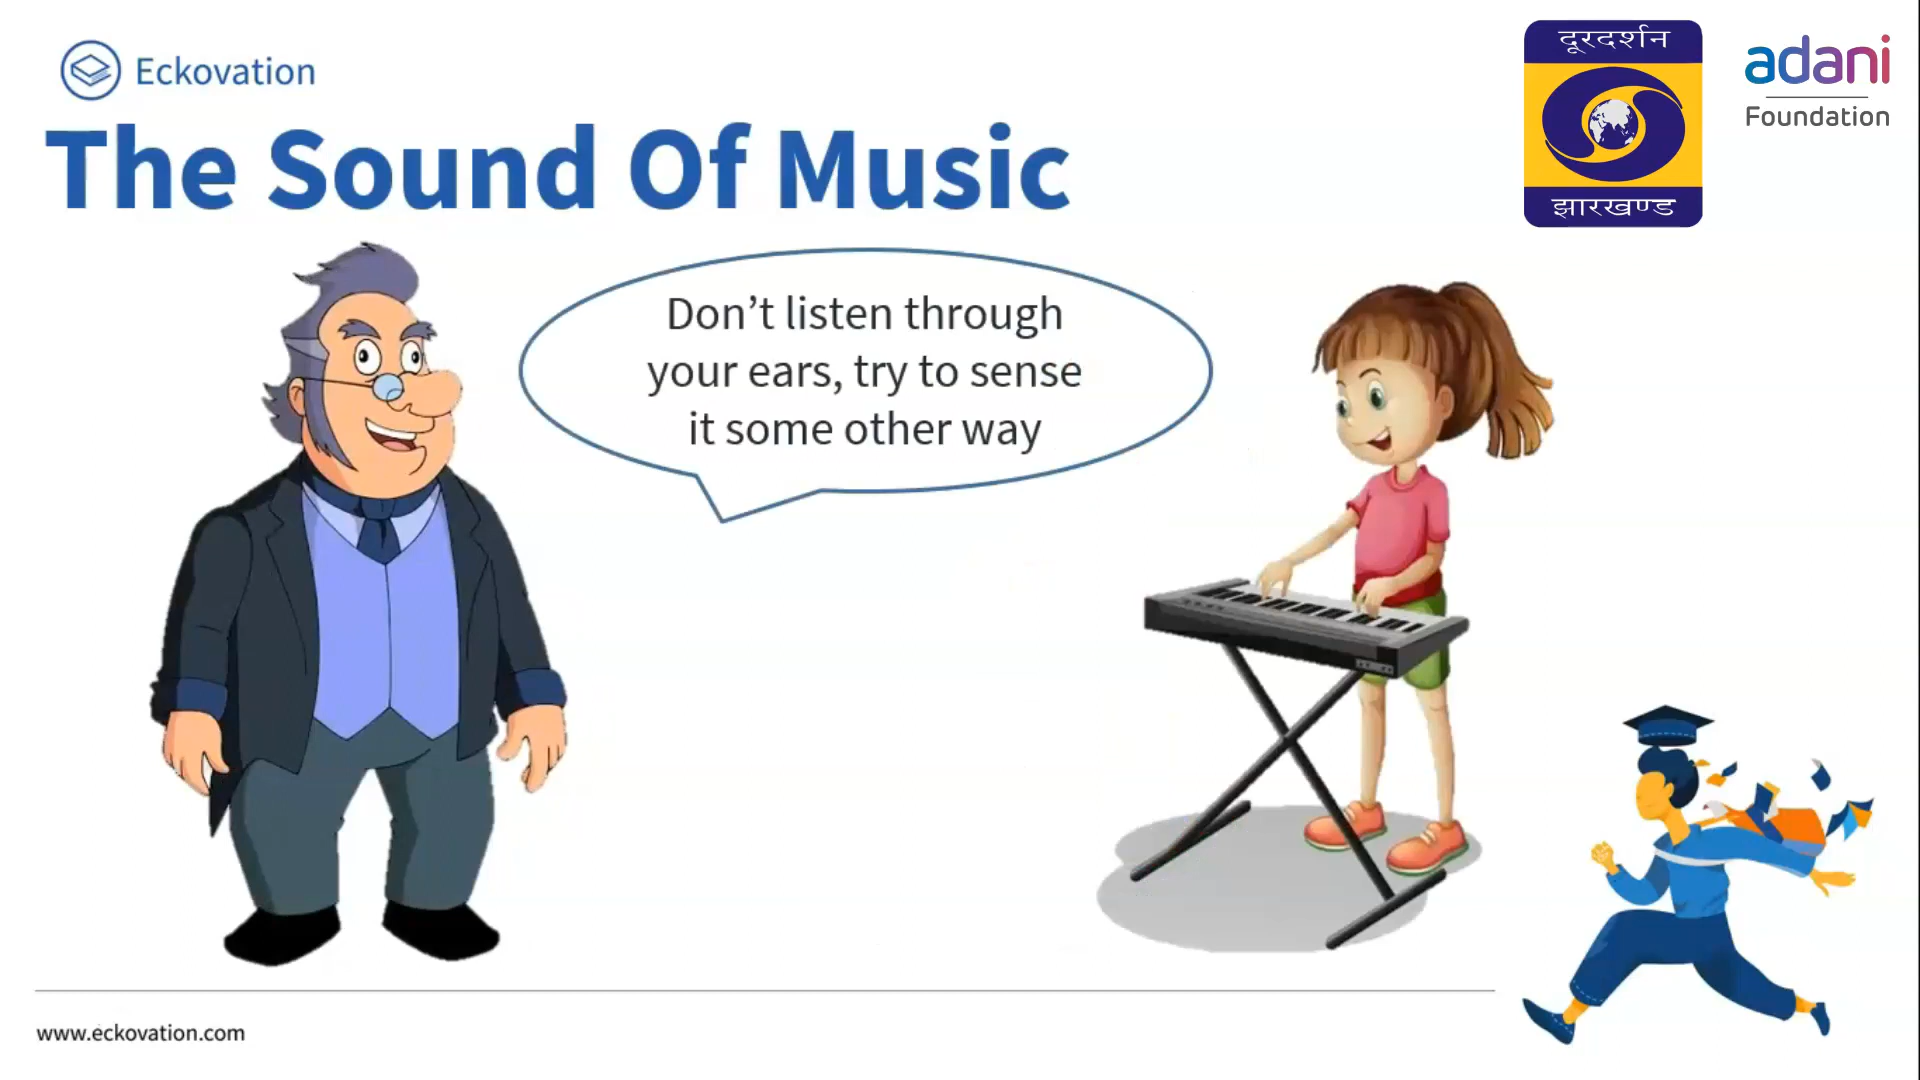 Eckovation
The Sound Of Music
दूरदर्शन
झारखण्ड
adani
Foundation
Don’t listen through
your ears, try to sense
it some other way
www.eckovation.com